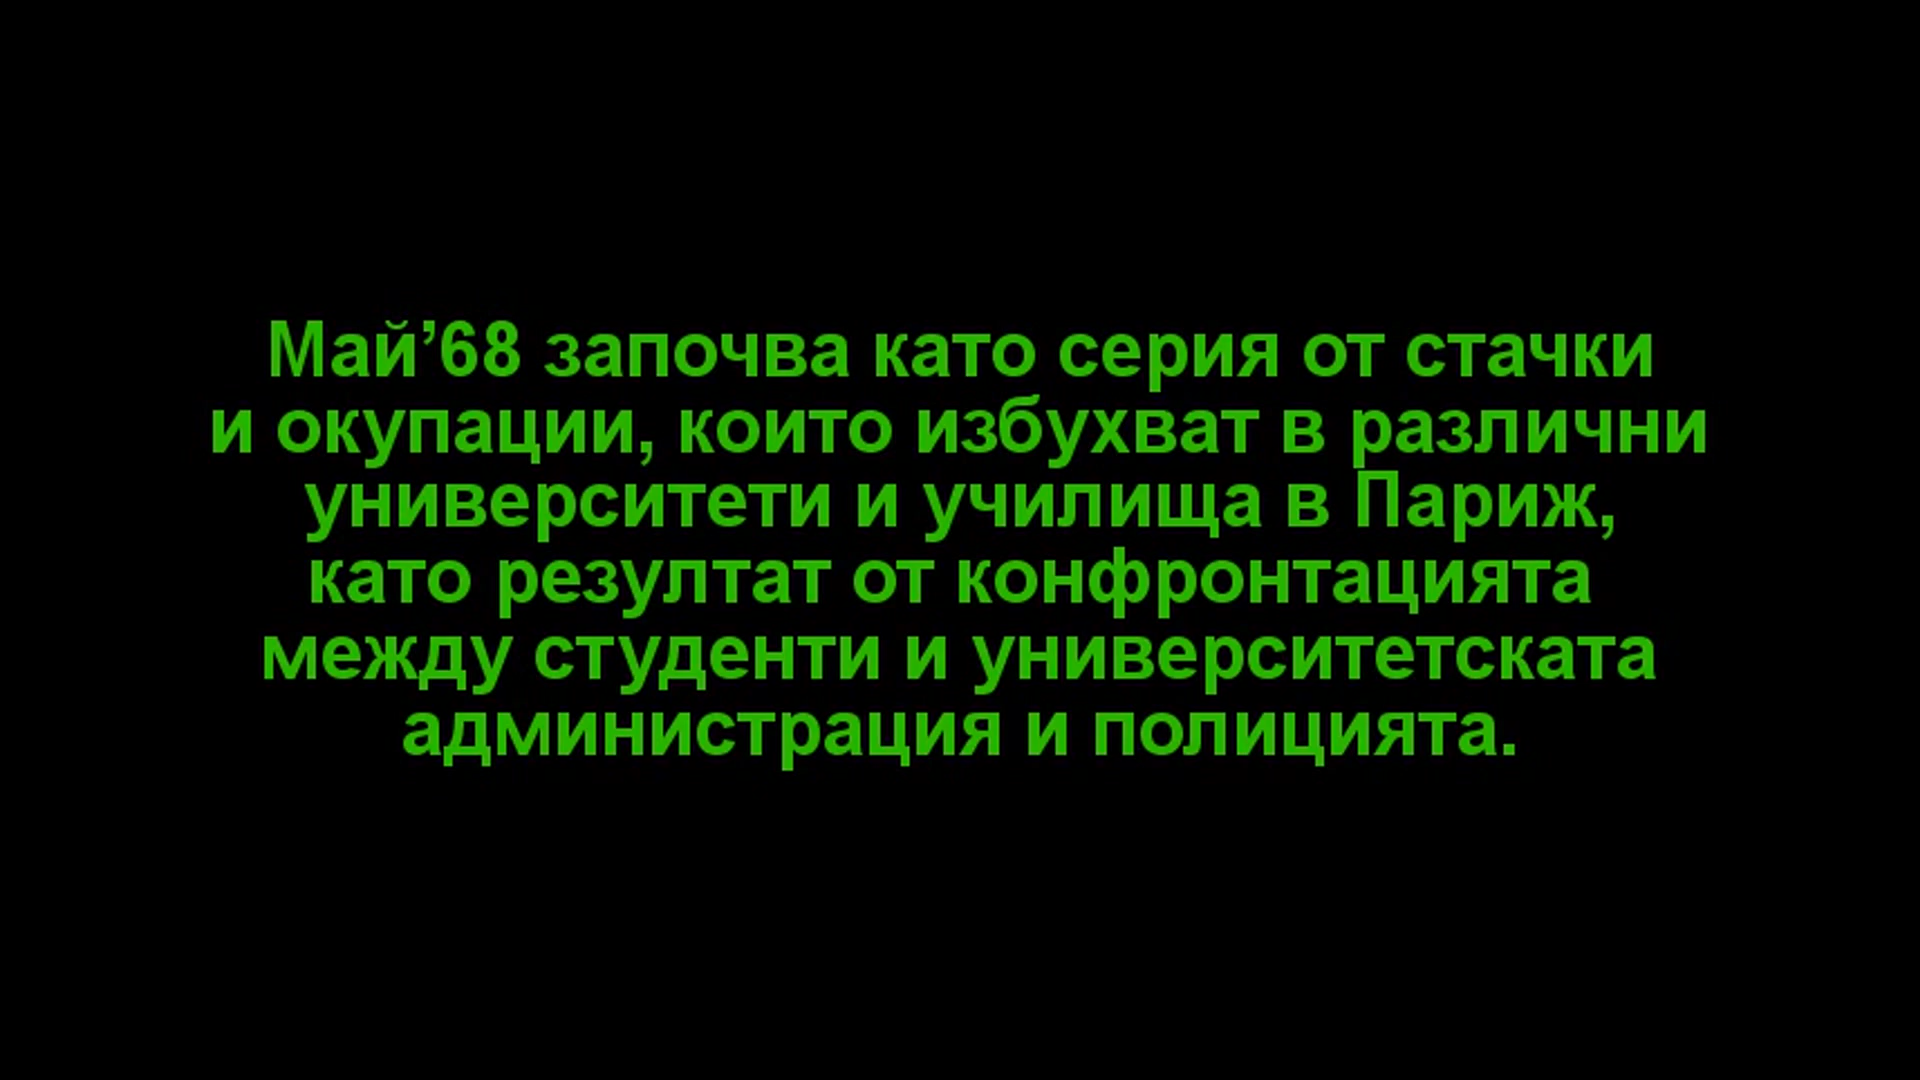 Май’68 започва като серия от стачки
и окупации, които избухват в различни
университети и училища в Париж,
като резултат от конфронтацията
между студенти и университетската
администрация и полицията.